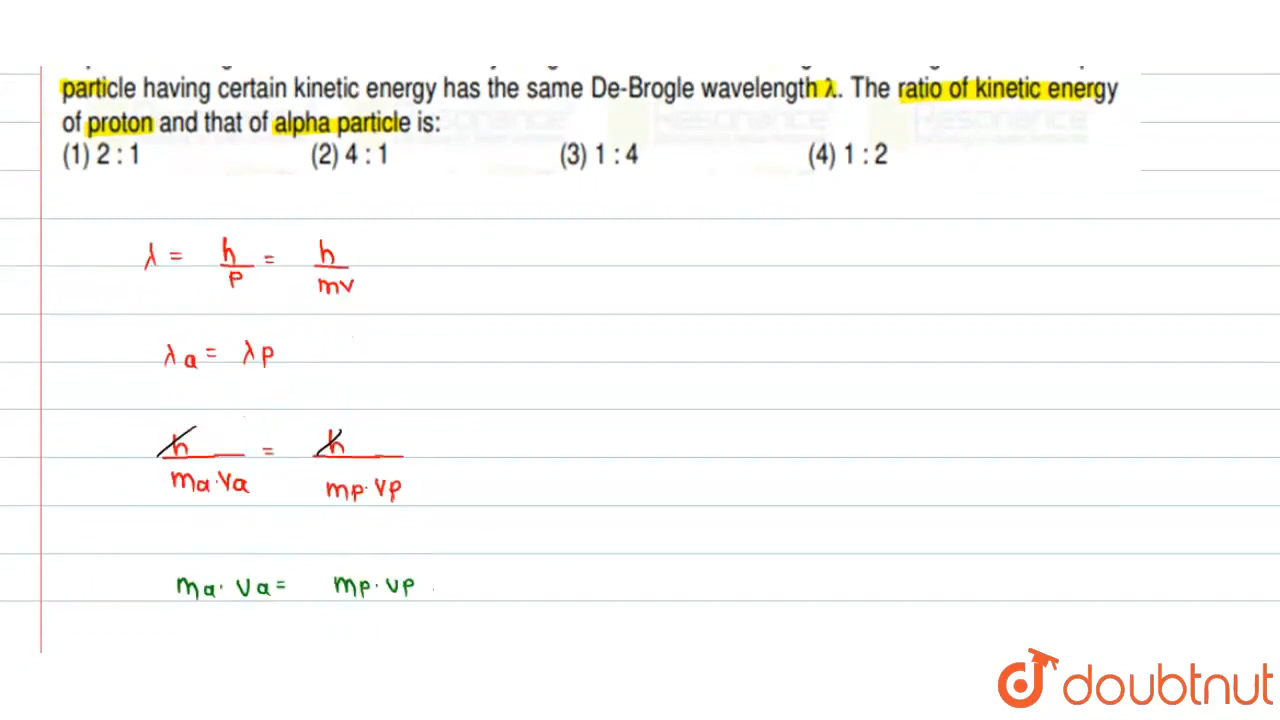 particle having certain kinetic energy has the same De-Brogle wavelength λ. The ratio of kinetic energy
of proton and that of alpha particle is:
(1) 2 : 1 (2) 4 : 1 (3) 1 : 4 (4) 1 : 2
λ = h/p = h/mv
λa = λp
h/ma·va = h/mp·vp
ma·va = mp·vp
doubtnut